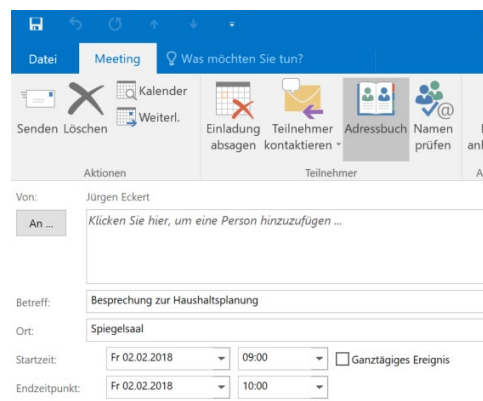 Datei Meeting Was möchten Sie tun?
Senden Löschen Kalender Weiterl. Einladung absagen Teilnehmer kontaktieren Adressbuch Namen prüfen
Aktionen Teilnehmer
Von: Jürgen Eckert
An ... Klicken Sie hier, um eine Person hinzuzufügen ...
Betreff: Besprechung zur Haushaltsplanung
Ort: Spiegelsaal
Startzeit: Fr 02.02.2018 09:00 Ganztägiges Ereignis
Endzeitpunkt: Fr 02.02.2018 10:00